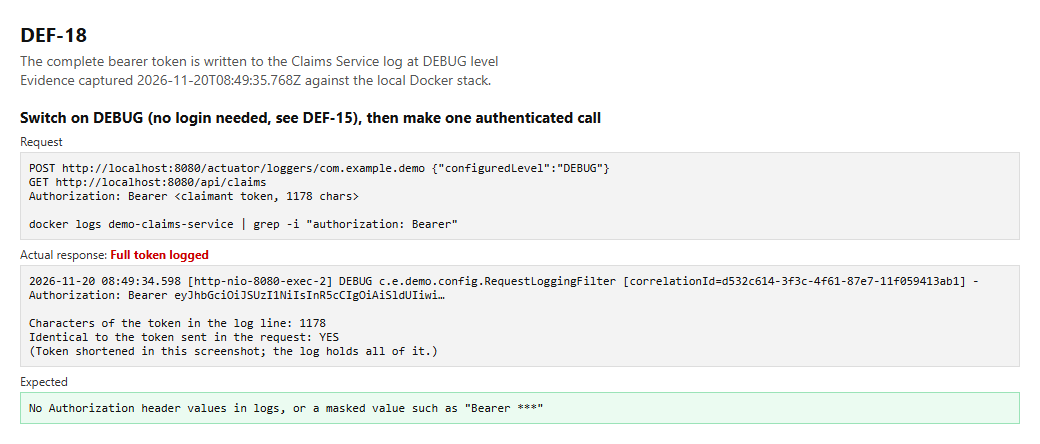 DEF-18
The complete bearer token is written to the Claims Service log at DEBUG level
Evidence captured 2026-11-20T08:49:35.768Z against the local Docker stack.
Switch on DEBUG (no login needed, see DEF-15), then make one authenticated call
Request
POST http://localhost:8080/actuator/loggers/com.example.demo {"configuredLevel":"DEBUG"}
GET http://localhost:8080/api/claims
Authorization: Bearer <claimant token, 1178 chars>
docker logs demo-claims-service | grep -i "authorization: Bearer"
Actual response: Full token logged
2026-11-20 08:49:34.598 [http-nio-8080-exec-2] DEBUG c.e.demo.config.RequestLoggingFilter [correlationId=d532c614-3f3c-4f61-87e7-11f059413ab1] -
Authorization: Bearer eyJhbGciOiJSUzI1NiIsInR5cCIgOiAiSldUIiwi…
Characters of the token in the log line: 1178
Identical to the token sent in the request: YES
(Token shortened in this screenshot; the log holds all of it.)
Expected
No Authorization header values in logs, or a masked value such as "Bearer ***"